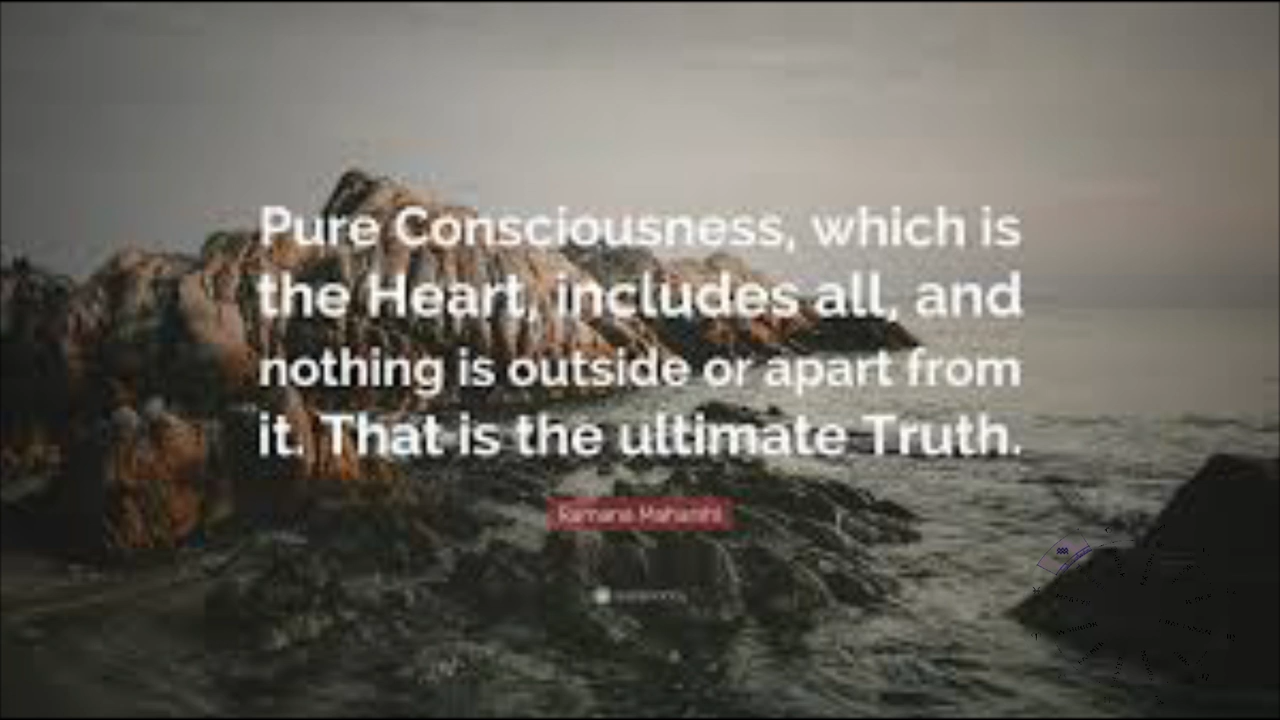 Pure Consciousness, which is
the Heart, includes all, and
nothing is outside or apart from
it. That is the ultimate Truth.
Ramana Maharshi